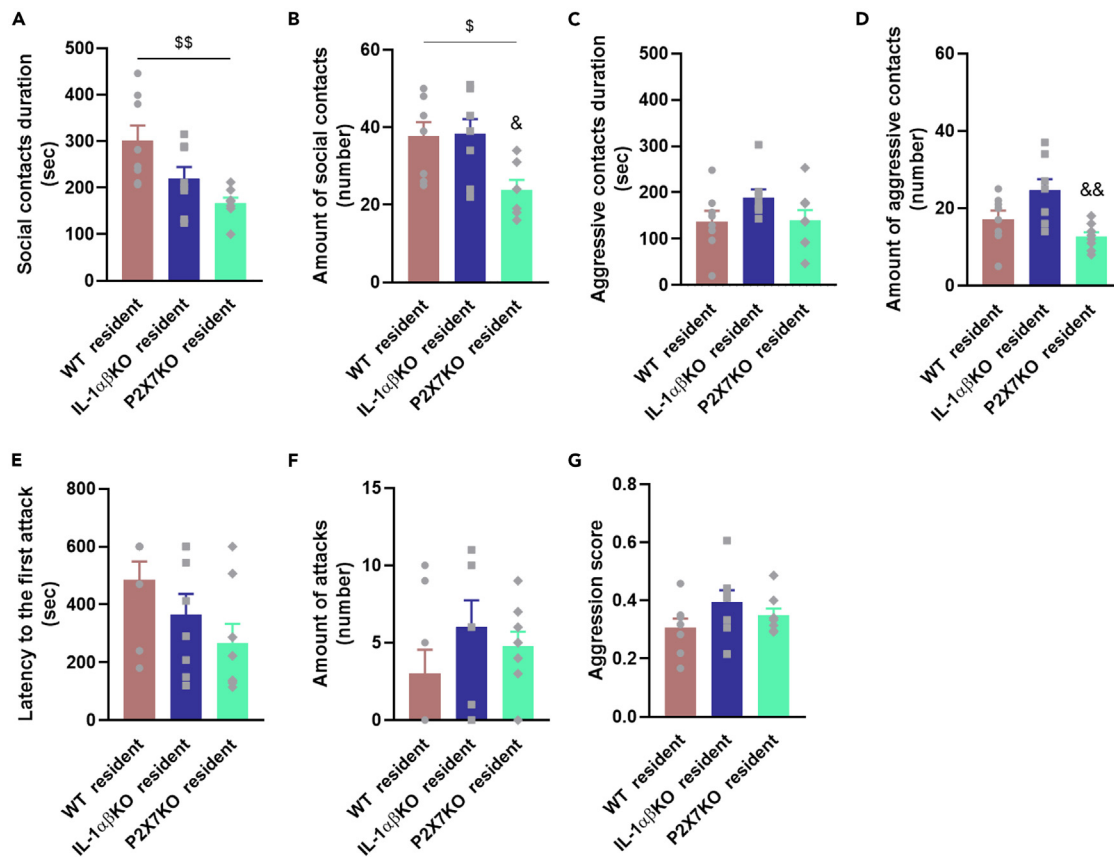 A
Social contacts duration
(sec)
500
400
300
200
100
0
$$
WT resident
IL-1αβKO resident
P2X7KO resident
B
Amount of social contacts
(number)
60
40
20
0
$
&
WT resident
IL-1αβKO resident
P2X7KO resident
C
Aggressive contacts duration
(sec)
500
400
300
200
100
0
WT resident
IL-1αβKO resident
P2X7KO resident
D
Amount of aggressive contacts
(number)
60
40
20
0
&&
WT resident
IL-1αβKO resident
P2X7KO resident
E
Latency to the first attack
(sec)
800
600
400
200
0
WT resident
IL-1αβKO resident
P2X7KO resident
F
Amount of attacks
(number)
15
10
5
0
WT resident
IL-1αβKO resident
P2X7KO resident
G
Aggression score
0.8
0.6
0.4
0.2
0.0
WT resident
IL-1αβKO resident
P2X7KO resident